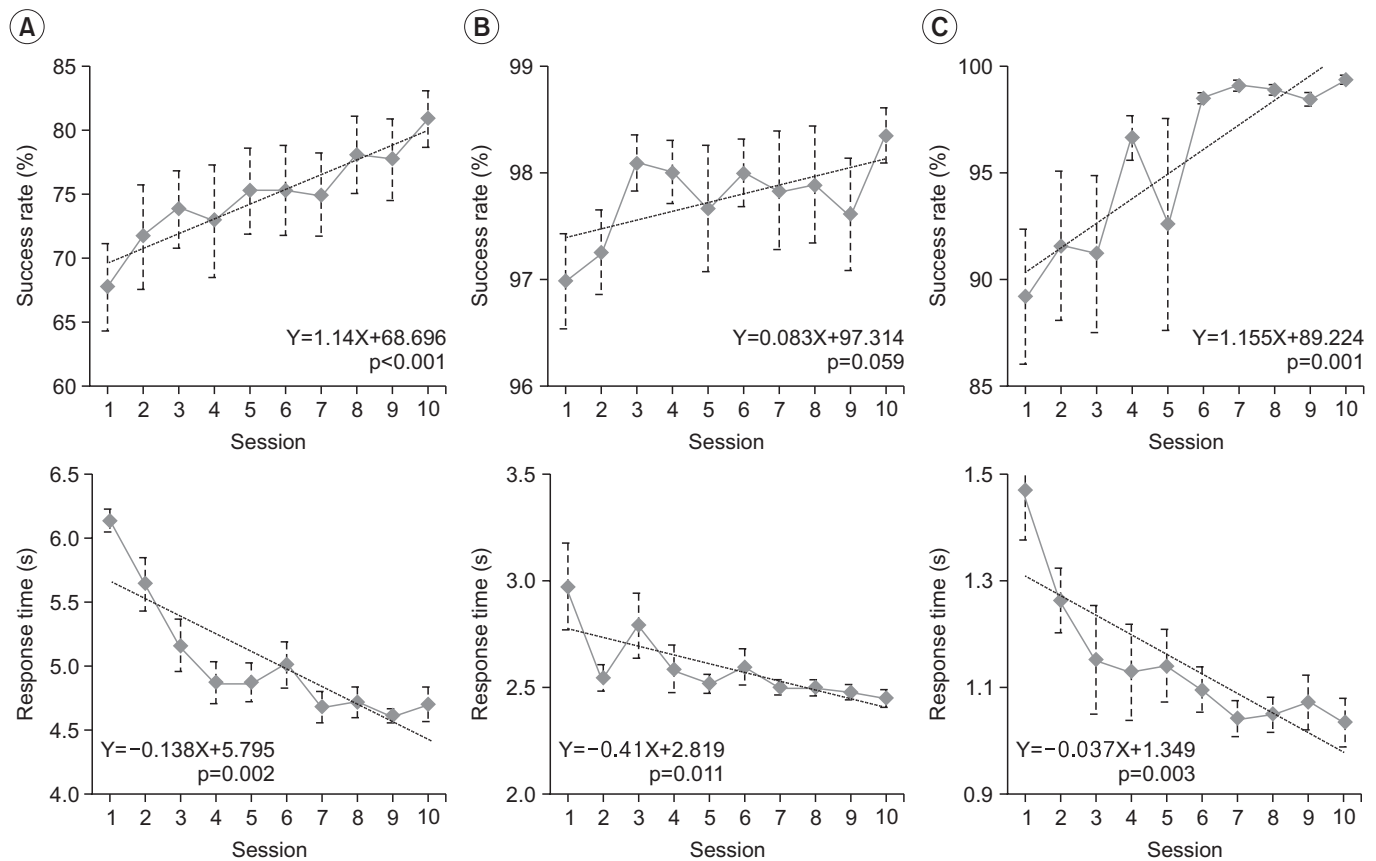 A
Success rate (%)
85
80
75
70
65
60
Y=1.14X+68.696
p<0.001
1 2 3 4 5 6 7 8 9 10
Session
B
Success rate (%)
99
98
97
96
Y=0.083X+97.314
p=0.059
1 2 3 4 5 6 7 8 9 10
Session
C
Success rate (%)
100
95
90
85
Y=1.155X+89.224
p=0.001
1 2 3 4 5 6 7 8 9 10
Session
Response time (s)
6.5
6.0
5.5
5.0
4.5
4.0
Y=−0.138X+5.795
p=0.002
1 2 3 4 5 6 7 8 9 10
Session
Response time (s)
3.5
3.0
2.5
2.0
Y=−0.41X+2.819
p=0.011
1 2 3 4 5 6 7 8 9 10
Session
Response time (s)
1.5
1.3
1.1
0.9
Y=−0.037X+1.349
p=0.003
1 2 3 4 5 6 7 8 9 10
Session